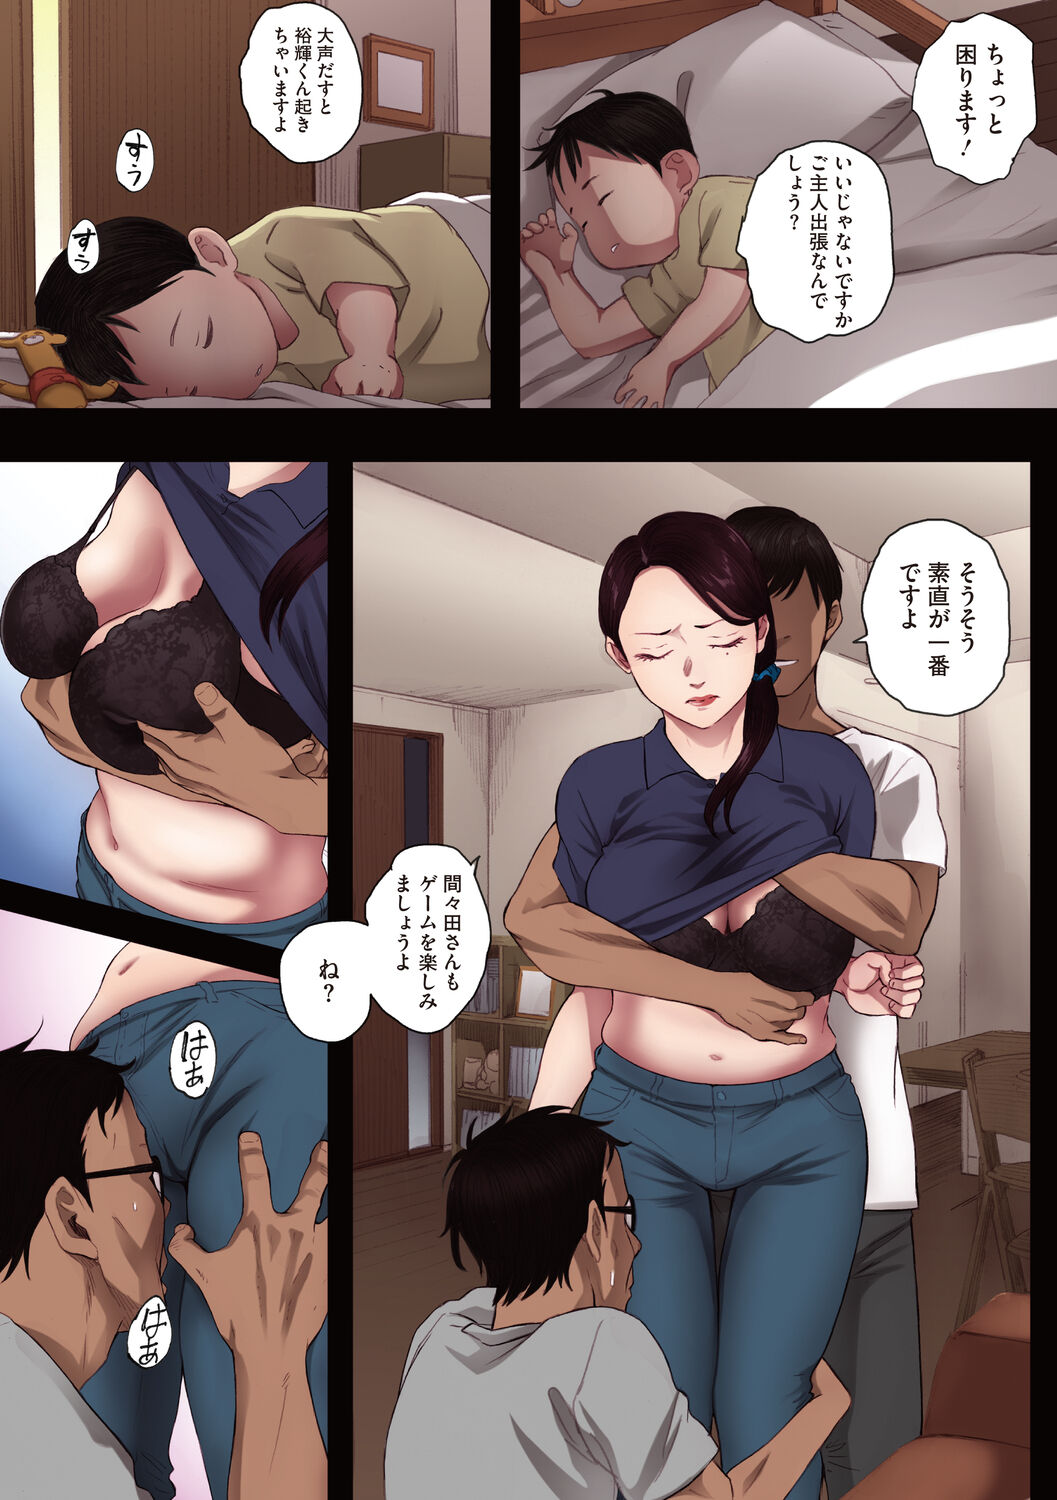 ちょっと
困ります！
いいじゃないですか
ご主人出張なんで
しょう？
大声だすと
裕輝くん起き
ちゃいますよ
すぅ
すぅ
そうそう
素直が一番
ですよ
間々田さんも
ゲームを楽しみ
ましょうよ
ね？
はぁ
はぁ